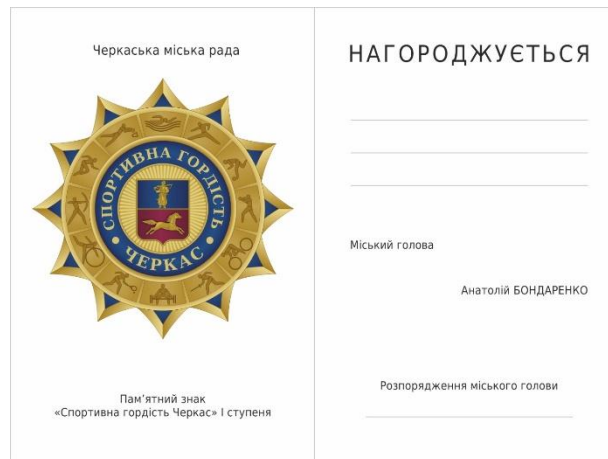 Черкаська міська рада
СПОРТИВНА ГОРДІСТЬ
ЧЕРКАС
Пам’ятний знак
«Спортивна гордість Черкас» І ступеня
НАГОРОДЖУЄТЬСЯ
Міський голова
Анатолій БОНДАРЕНКО
Розпорядження міського голови